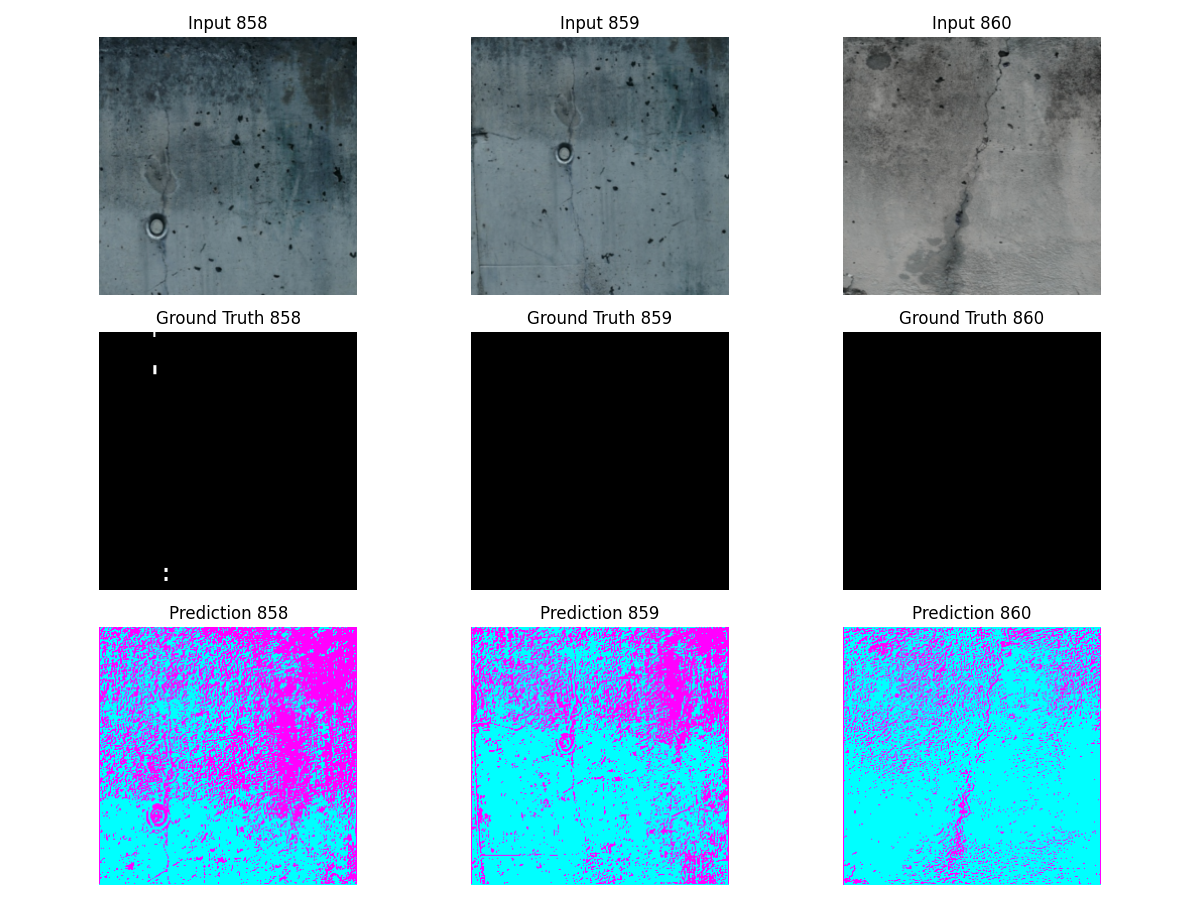 Input 858
Input 859
Input 860
Ground Truth 858
Ground Truth 859
Ground Truth 860
Prediction 858
Prediction 859
Prediction 860